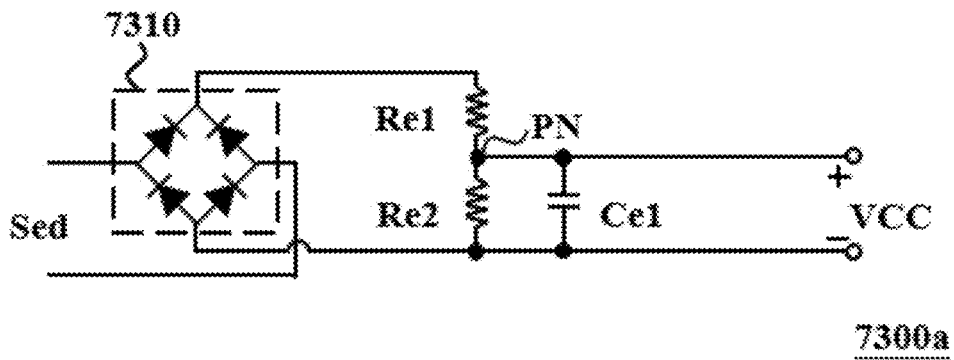 7310
Re1
PN
+
Sed
Re2
Ce1
VCC
−
7300a